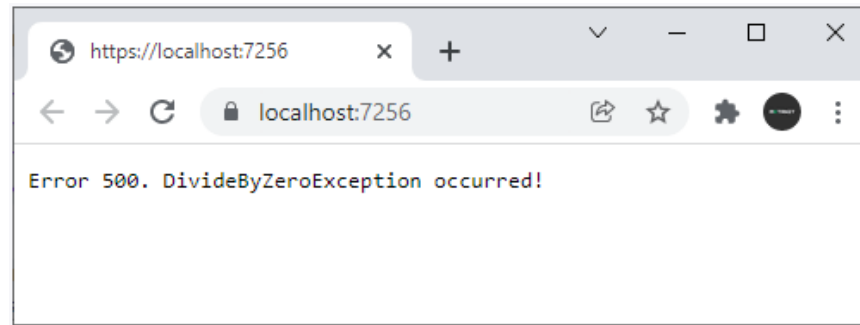 https://localhost:7256
localhost:7256
Error 500. DivideByZeroException occurred!